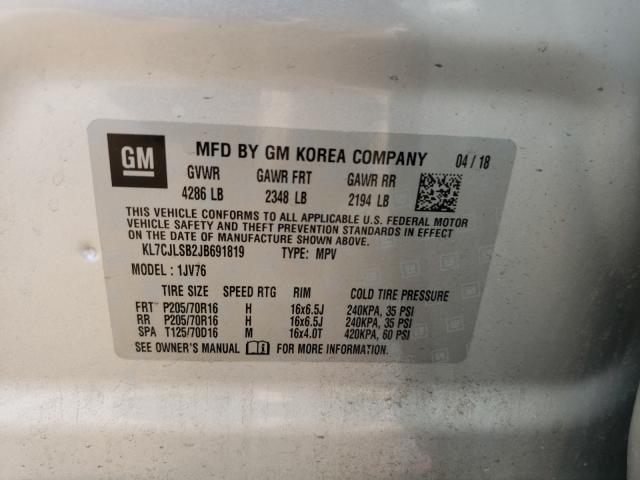 GM
MFD BY GM KOREA COMPANY 04 / 18
GVWR GAWR FRT GAWR RR
4286 LB 2348 LB 2194 LB
THIS VEHICLE CONFORMS TO ALL APPLICABLE U.S. FEDERAL MOTOR
VEHICLE SAFETY AND THEFT PREVENTION STANDARDS IN EFFECT
ON THE DATE OF MANUFACTURE SHOWN ABOVE.
KL7CJLSB2JB691819 TYPE: MPV
MODEL : 1JV76
TIRE SIZE SPEED RTG RIM COLD TIRE PRESSURE
FRT P205/70R16 H 16x6.5J 240KPA, 35 PSI
RR P205/70R16 H 16x6.5J 240KPA, 35 PSI
SPA T125/70D16 M 16x4.0T 420KPA, 60 PSI
SEE OWNER'S MANUAL FOR MORE INFORMATION.